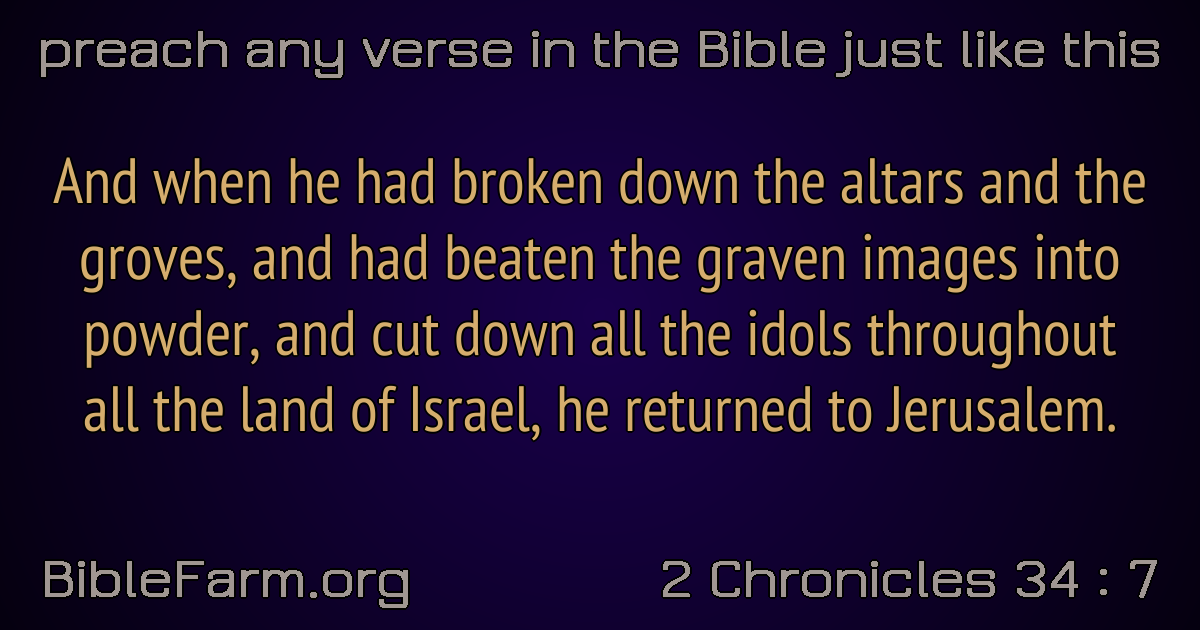 preach any verse in the Bible just like this
And when he had broken down the altars and the
groves, and had beaten the graven images into
powder, and cut down all the idols throughout
all the land of Israel, he returned to Jerusalem.
BibleFarm.org
2 Chronicles 34 : 7